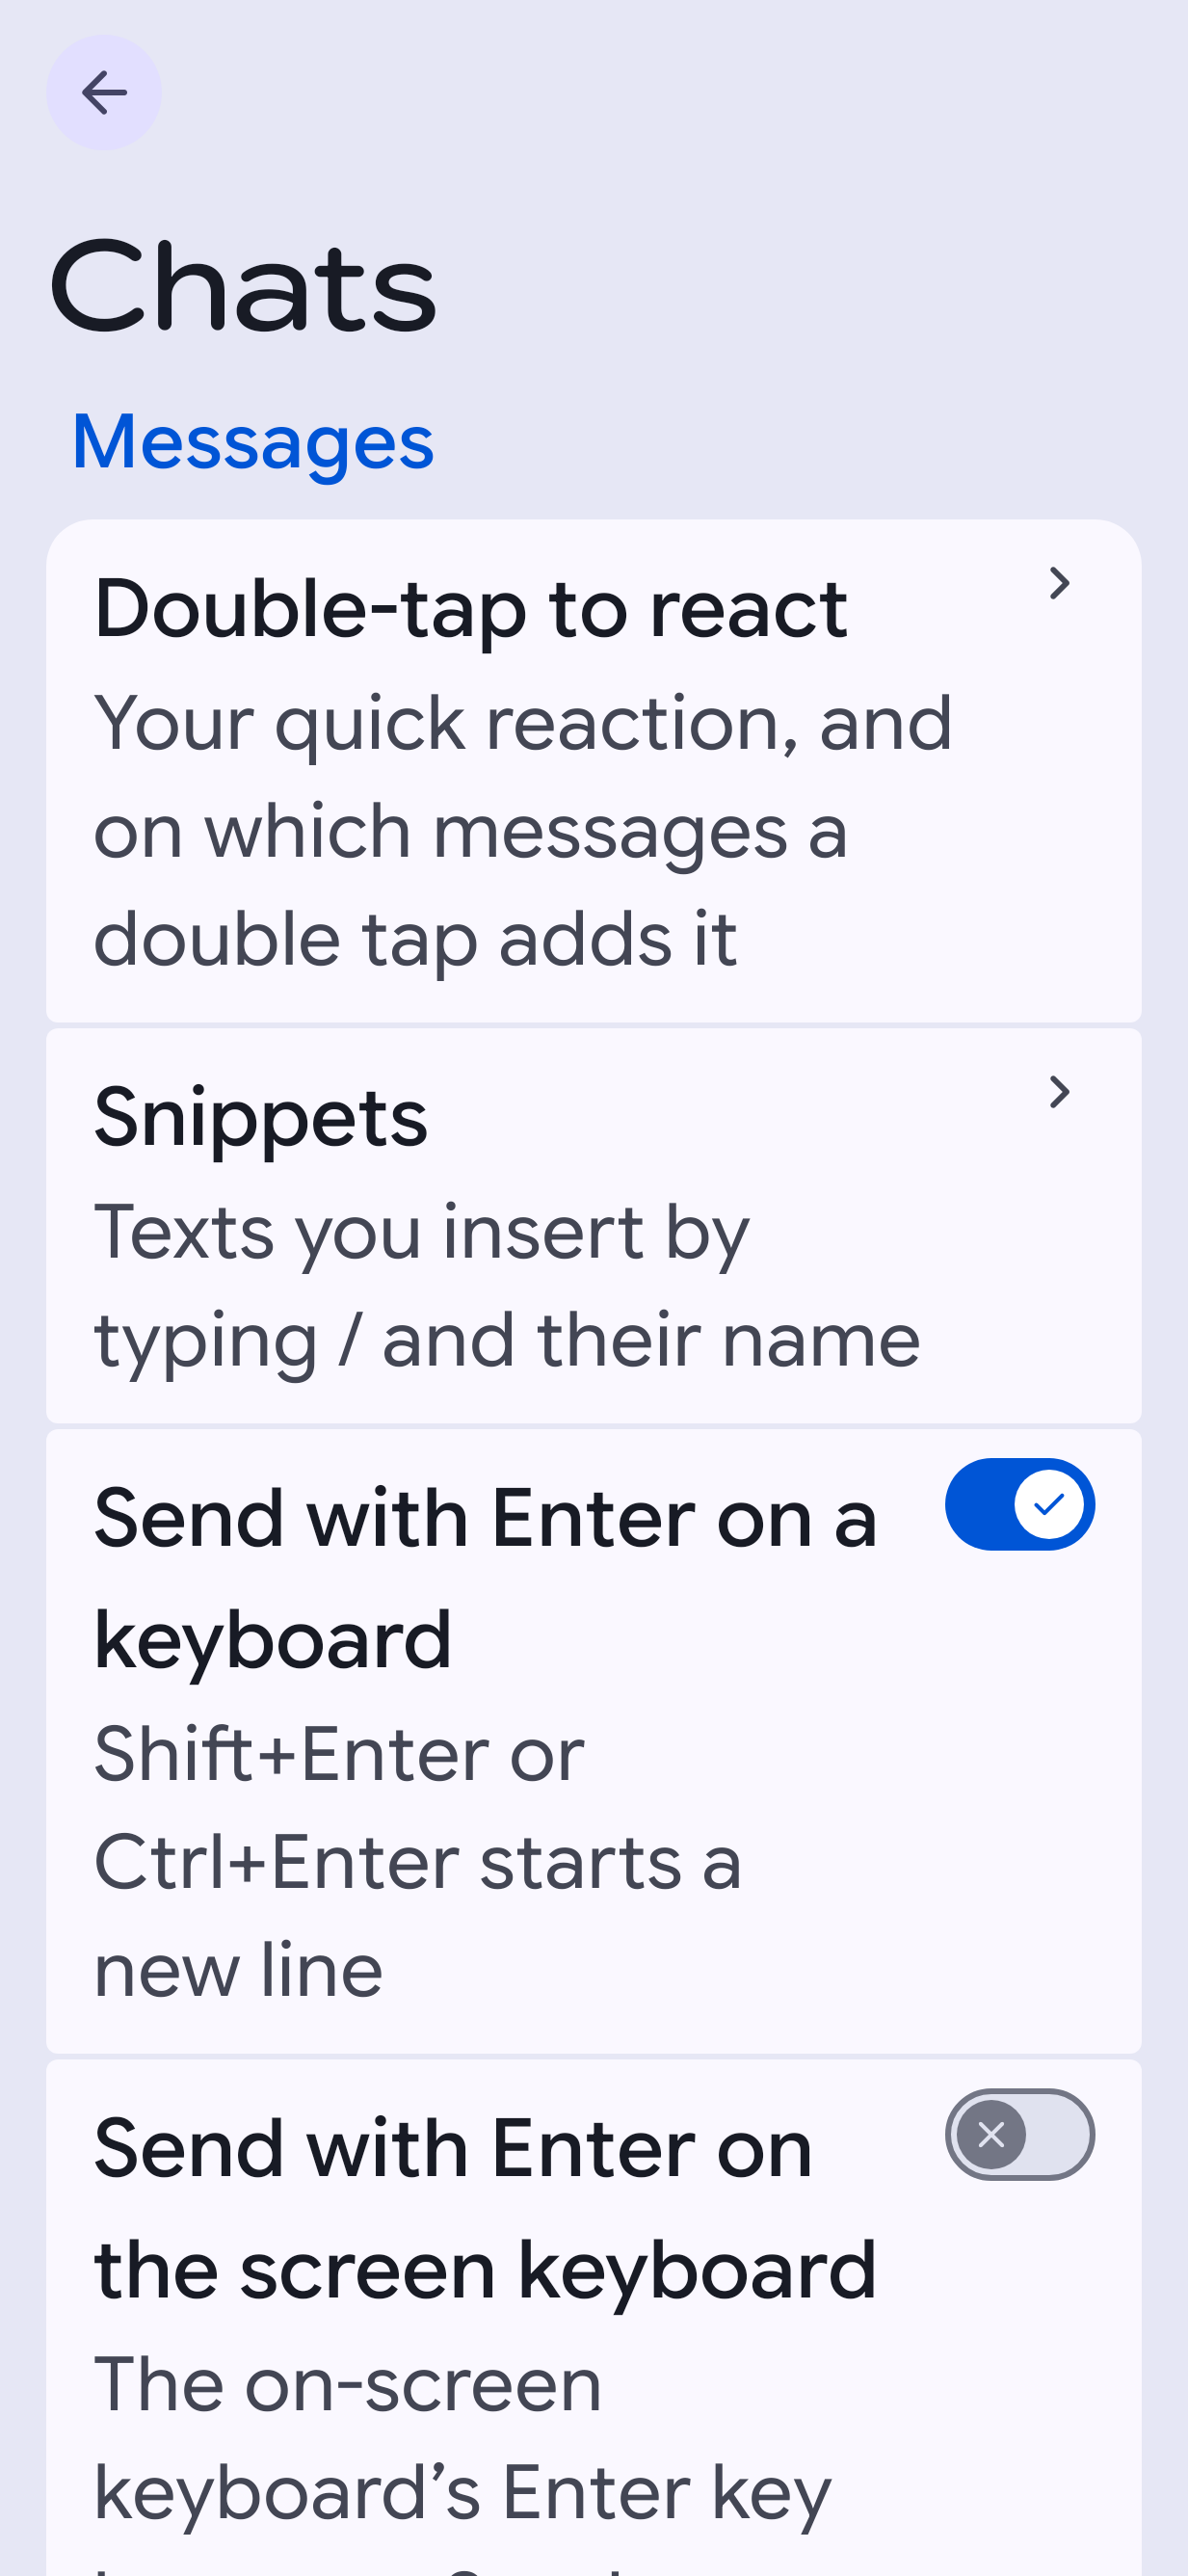 Chats
Messages
Double-tap to react
Your quick reaction, and
on which messages a
double tap adds it
Snippets
Texts you insert by
typing / and their name
Send with Enter on a
keyboard
Shift+Enter or
Ctrl+Enter starts a
new line
Send with Enter on
the screen keyboard
The on-screen
keyboard’s Enter key